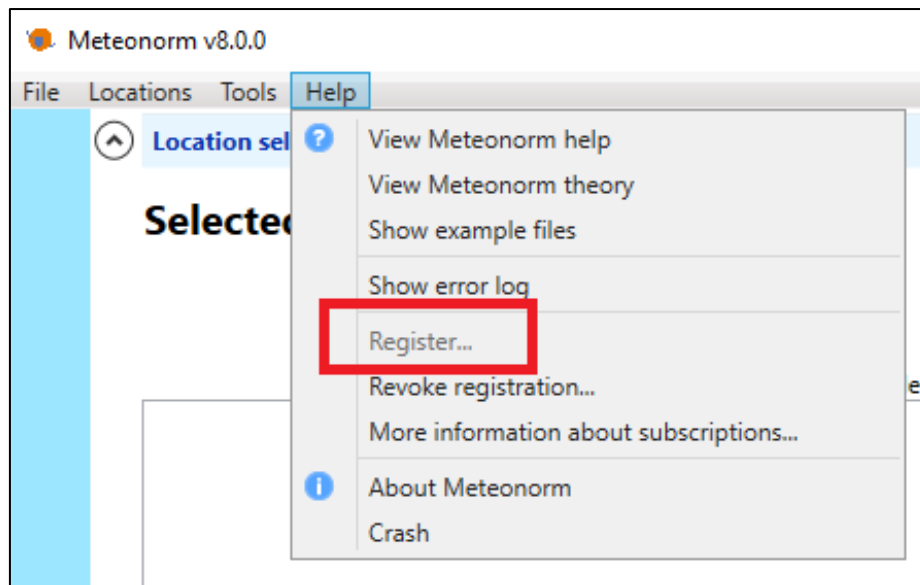 Meteonorm v8.0.0
File Locations Tools Help
Location sel
Selected
View Meteonorm help
View Meteonorm theory
Show example files
Show error log
Register...
Revoke registration...
More information about subscriptions...
About Meteonorm
Crash